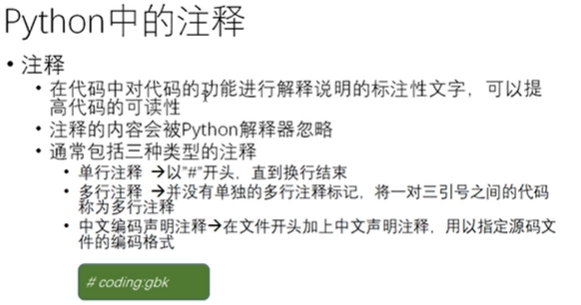 Python中的注释
• 注释
• 在代码中对代码的功能进行解释说明的标注性文字，可以提
高代码的可读性
• 注释的内容会被Python解释器忽略
• 通常包括三种类型的注释
• 单行注释 →以"#"开头，直到换行结束
• 多行注释 →并没有单独的多行注释标记，将一对三引号之间的代码
称为多行注释
• 中文编码声明注释→在文件开头加上中文声明注释，用以指定源码文
件的编码格式
# coding:gbk